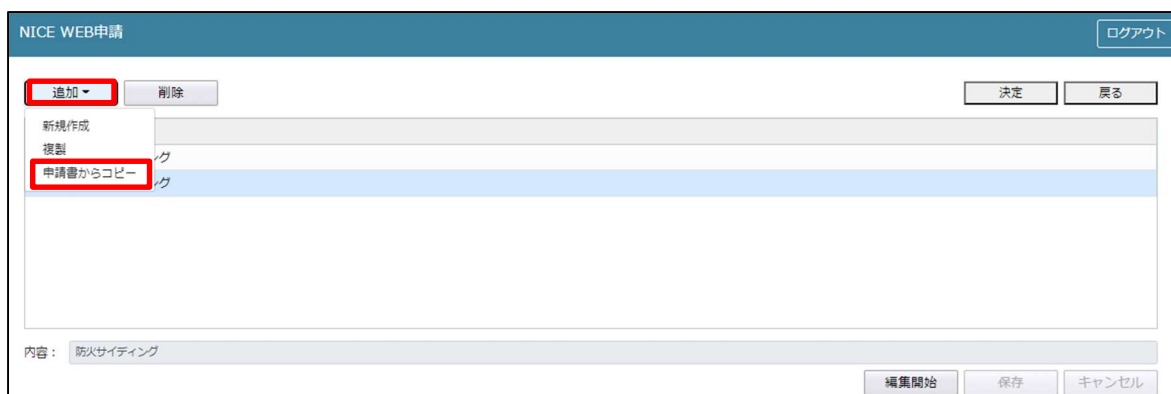 NICE WEB申請
ログアウト
追加 削除 決定 戻る
新規作成
複製
ング
申請書からコピー
ング
内容： 防火サイディング
編集開始 保存 キャンセル